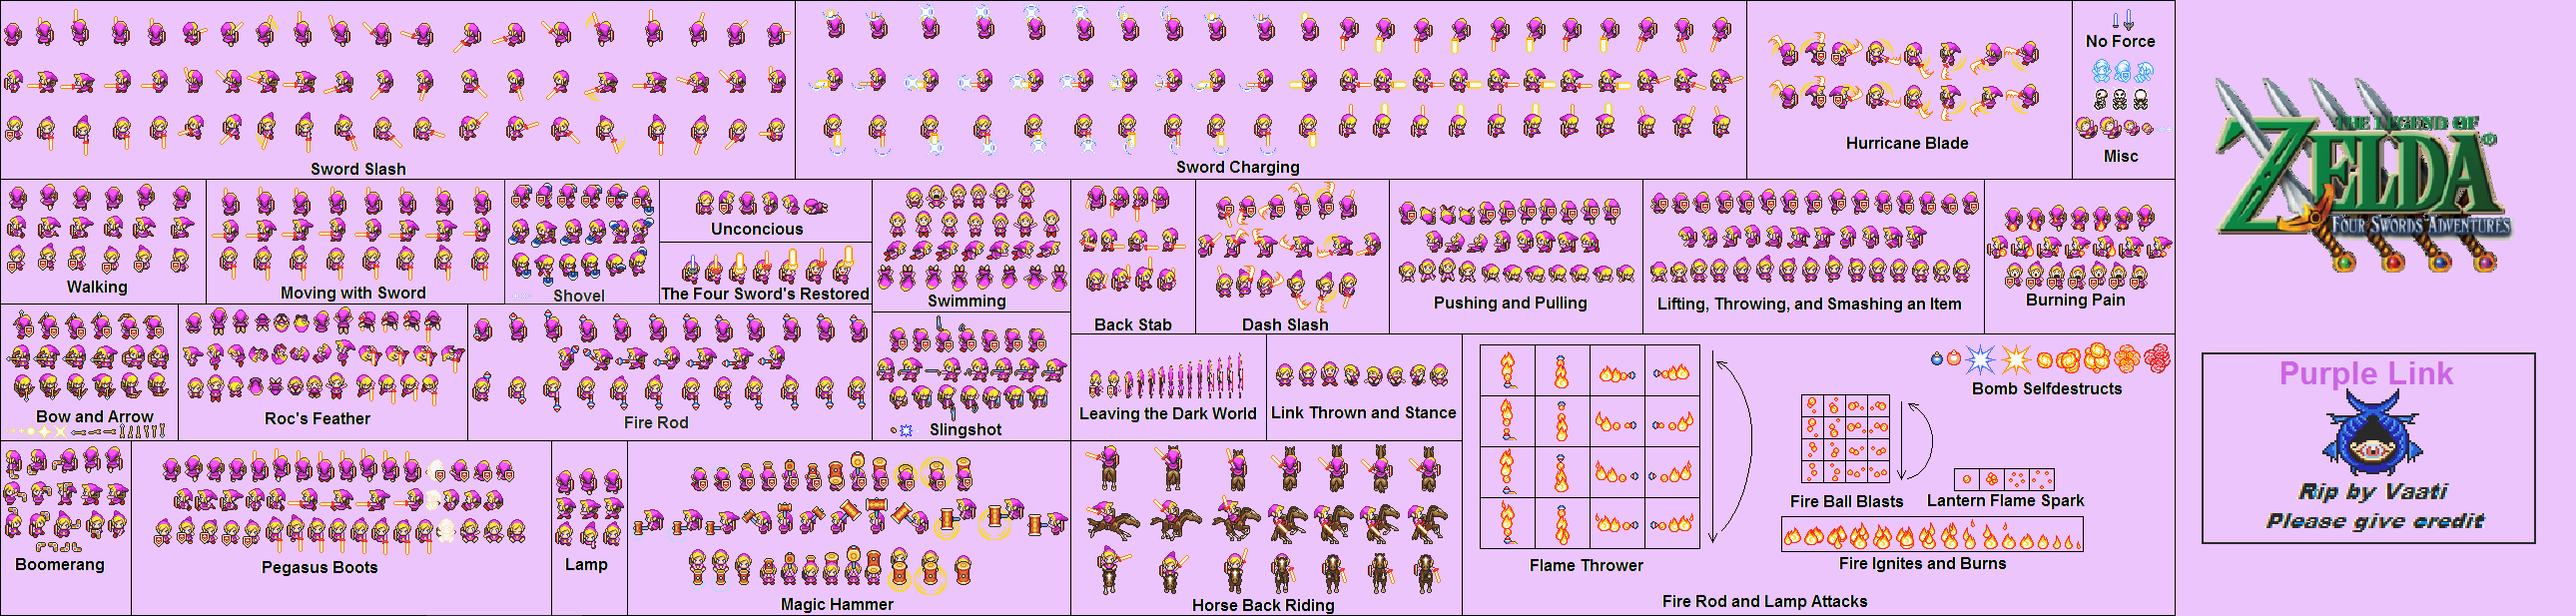 Sword Slash
Sword Charging
Hurricane Blade
No Force
Misc
THE LEGEND OF
ZELDA®
FOUR SWORDS ADVENTURES
Walking
Moving with Sword
Shovel
Unconcious
The Four Sword's Restored
Swimming
Back Stab
Dash Slash
Pushing and Pulling
Lifting, Throwing, and Smashing an Item
Burning Pain
Bow and Arrow
Roc's Feather
Fire Rod
Slingshot
Leaving the Dark World
Link Thrown and Stance
Bomb Selfdestructs
Fire Ball Blasts
Lantern Flame Spark
Fire Ignites and Burns
Flame Thrower
Fire Rod and Lamp Attacks
Boomerang
Pegasus Boots
Lamp
Magic Hammer
Horse Back Riding
Purple Link
Rip by Vaati
Please give credit